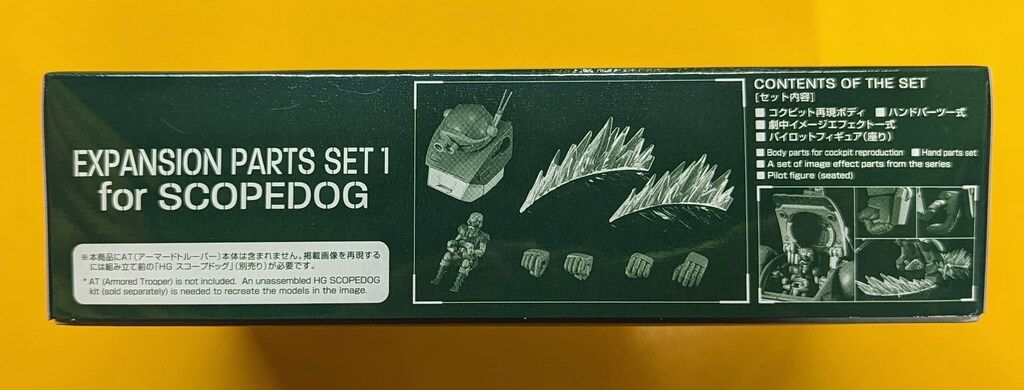 EXPANSION PARTS SET 1
for SCOPEDOG
※本商品にAT(アーマードトルーパー)本体は含まれません。掲載画像を再現する
には組み立て前の「HG スコープドッグ」(別売り)が必要です。
* AT (Armored Trooper) is not included. An unassembled HG SCOPEDOG
kit (sold separately) is needed to recreate the models in the image.
CONTENTS OF THE SET
[セット内容]
■ コクピット再現ボディ ■ ハンドパーツ一式
■ 劇中イメージエフェクト一式
■ パイロットフィギュア(座り)
■ Body parts for cockpit reproduction ■ Hand parts set
■ A set of image effect parts from the series
■ Pilot figure (seated)